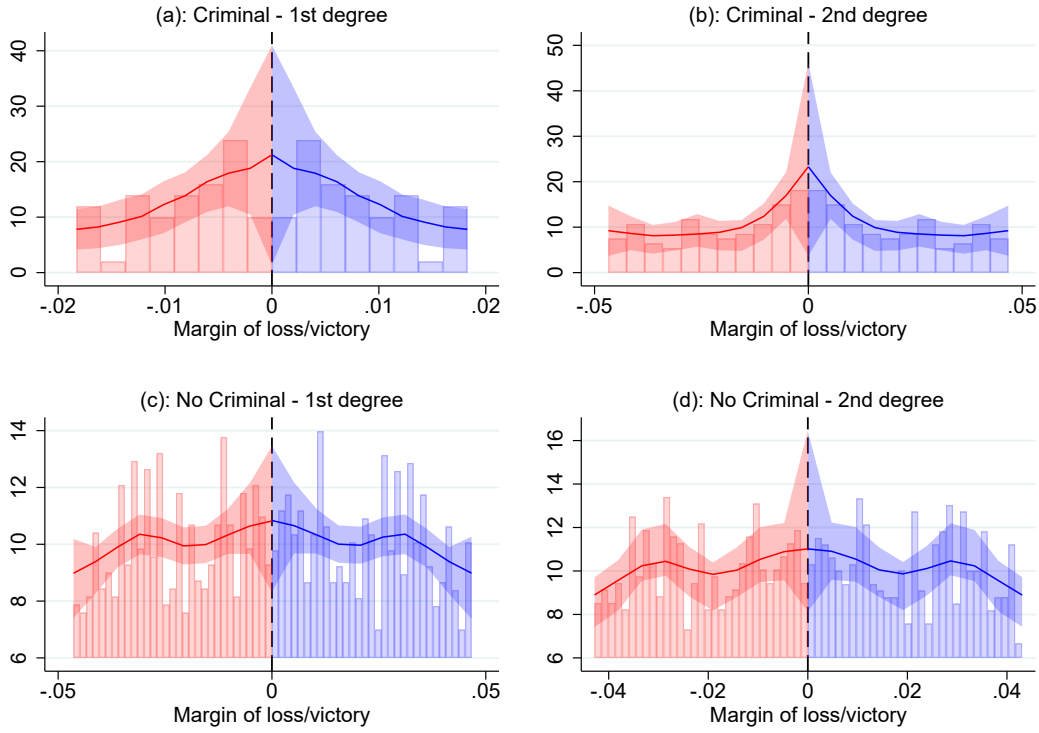 (a): Criminal - 1st degree
40
30
20
10
0
-.02 -.01 0 .01 .02
Margin of loss/victory
(b): Criminal - 2nd degree
50
40
30
20
10
0
-.05 0 .05
Margin of loss/victory
(c): No Criminal - 1st degree
14
12
10
8
6
-.05 0 .05
Margin of loss/victory
(d): No Criminal - 2nd degree
16
14
12
10
8
6
-.04 -.02 0 .02 .04
Margin of loss/victory